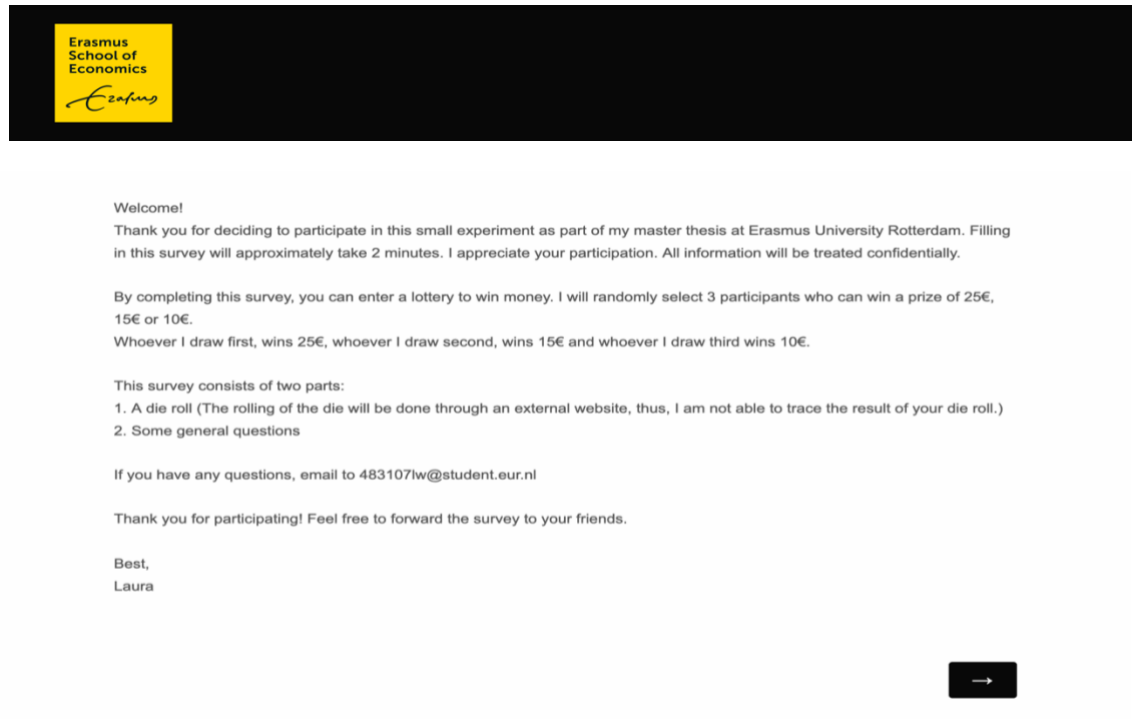 Erasmus
School of
Economics
Erasmus
Welcome!
Thank you for deciding to participate in this small experiment as part of my master thesis at Erasmus University Rotterdam. Filling
in this survey will approximately take 2 minutes. I appreciate your participation. All information will be treated confidentially.
By completing this survey, you can enter a lottery to win money. I will randomly select 3 participants who can win a prize of 25€,
15€ or 10€.
Whoever I draw first, wins 25€, whoever I draw second, wins 15€ and whoever I draw third wins 10€.
This survey consists of two parts:
1. A die roll (The rolling of the die will be done through an external website, thus, I am not able to trace the result of your die roll.)
2. Some general questions
If you have any questions, email to 483107lw@student.eur.nl
Thank you for participating! Feel free to forward the survey to your friends.
Best,
Laura
→